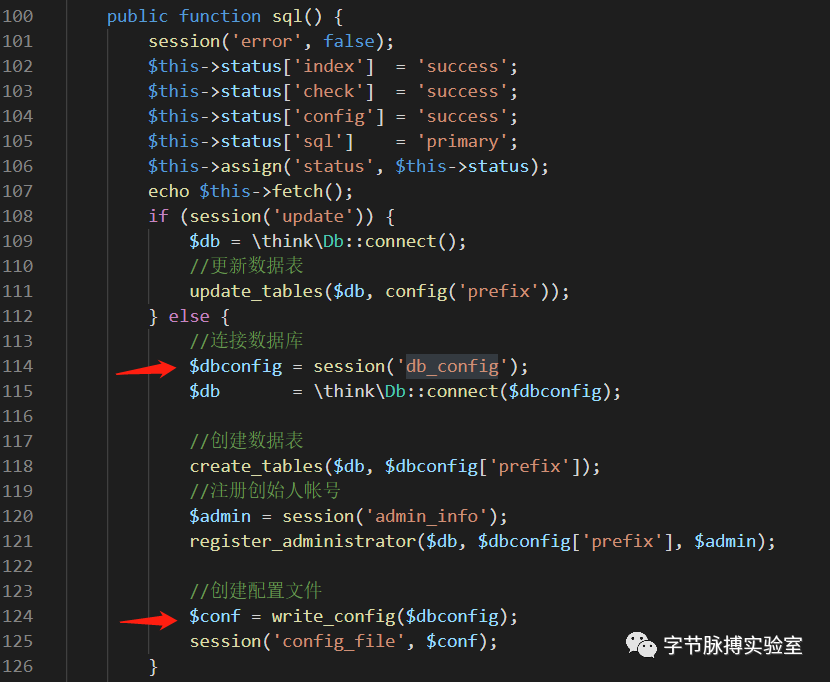 100 public function sql() {
101 session('error', false);
102 $this->status['index']  = 'success';
103 $this->status['check']  = 'success';
104 $this->status['config'] = 'success';
105 $this->status['sql']    = 'primary';
106 $this->assign('status', $this->status);
107 echo $this->fetch();
108 if (session('update')) {
109 $db = \think\Db::connect();
110 //更新数据表
111 update_tables($db, config('prefix'));
112 } else {
113 //连接数据库
114 $dbconfig = session('db_config');
115 $db       = \think\Db::connect($dbconfig);
116
117 //创建数据表
118 create_tables($db, $dbconfig['prefix']);
119 //注册创始人帐号
120 $admin = session('admin_info');
121 register_administrator($db, $dbconfig['prefix'], $admin);
122
123 //创建配置文件
124 $conf = write_config($dbconfig);
125 session('config_file', $conf);
126 }
字节脉搏实验室